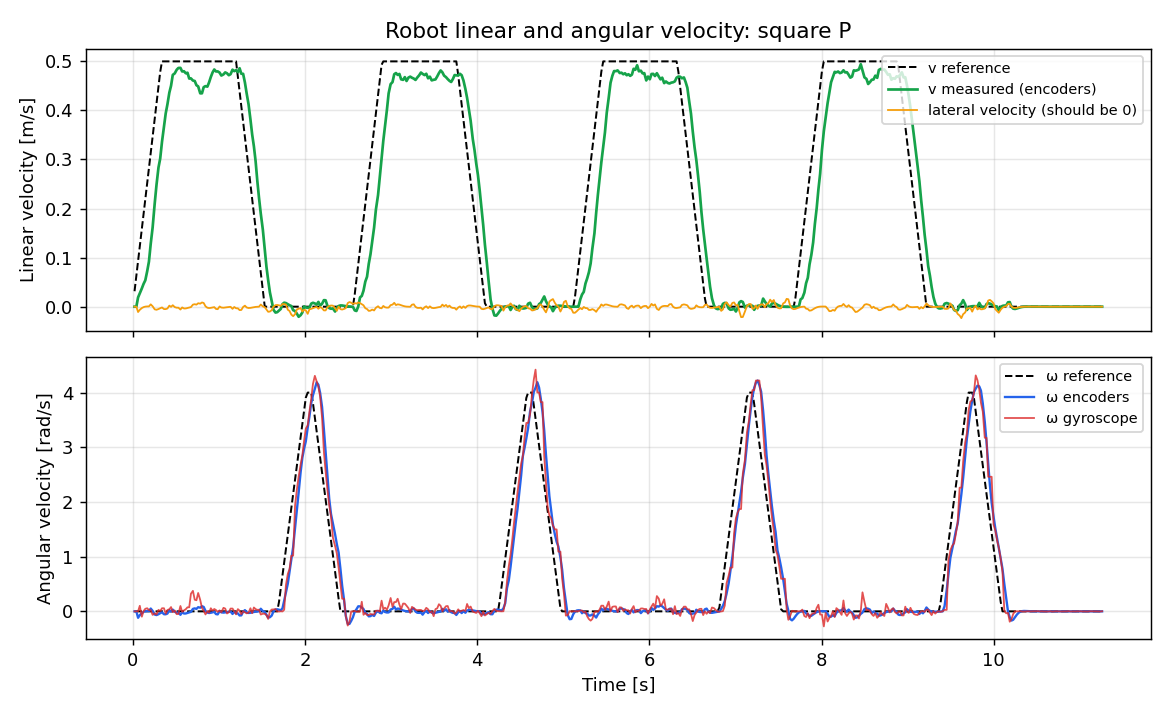 Robot linear and angular velocity: square P
Linear velocity [m/s]
0.5
0.4
0.3
0.2
0.1
0.0
v reference
v measured (encoders)
lateral velocity (should be 0)
Angular velocity [rad/s]
4
3
2
1
0
ω reference
ω encoders
ω gyroscope
0 2 4 6 8 10
Time [s]